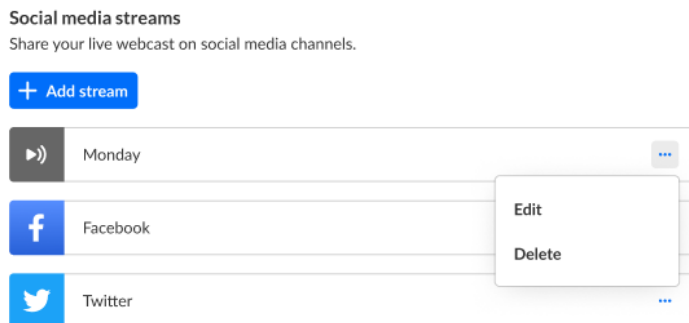 Social media streams
Share your live webcast on social media channels.
+ Add stream
Monday
Edit
Facebook
Delete
Twitter